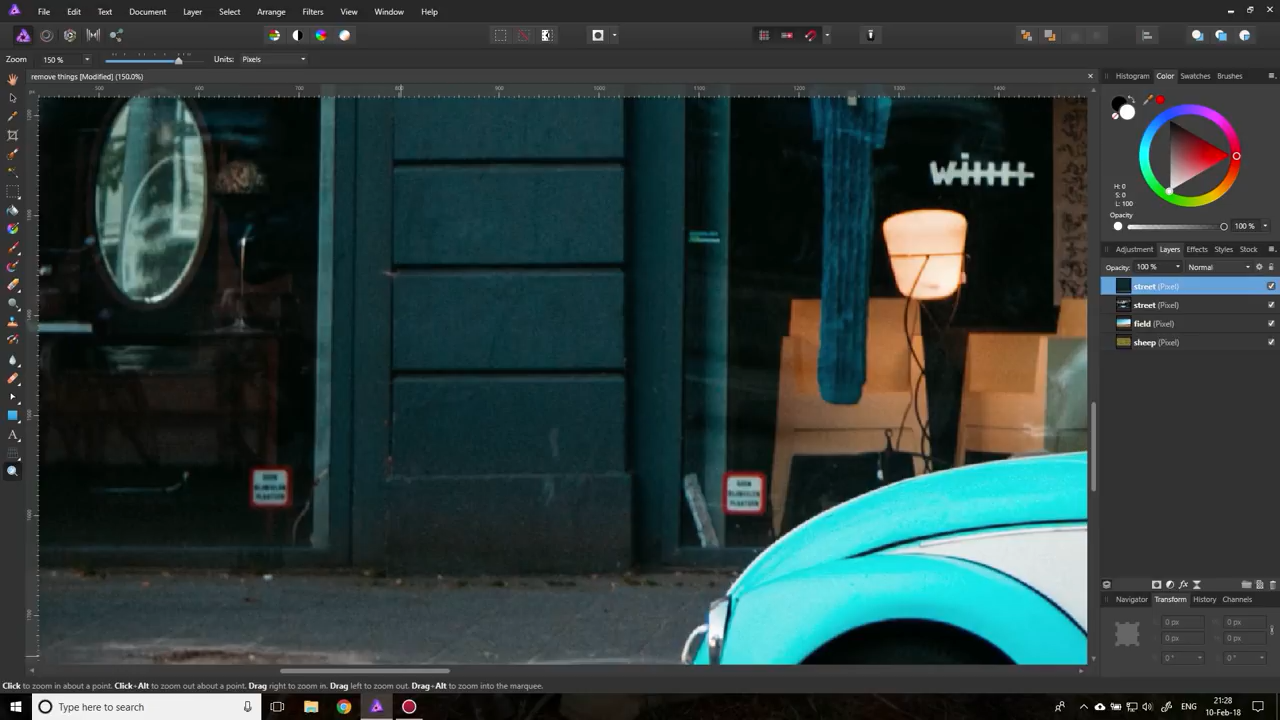 File Edit Text Document Layer Select Arrange Filters View Window Help
Zoom 150 % Units: Pixels
remove things [Modified] (150.0%)
Histogram Color Swatches Brushes
H: 0
S: 0
L: 100
Opacity
100 %
Adjustment Layers Effects Styles Stock
Opacity: 100 % Normal
street (Pixel)
street (Pixel)
field (Pixel)
sheep (Pixel)
Navigator Transform History Channels
X: 0 px W: 0 px
Y: 0 px H: 0 px
R: 0 ° S: 0 °
Click to zoom in about a point. Click+Alt to zoom out about a point. Drag right to zoom in. Drag left to zoom out. Drag+Alt to zoom into the marquee.
Type here to search
ENG
21:28
10-Feb-18